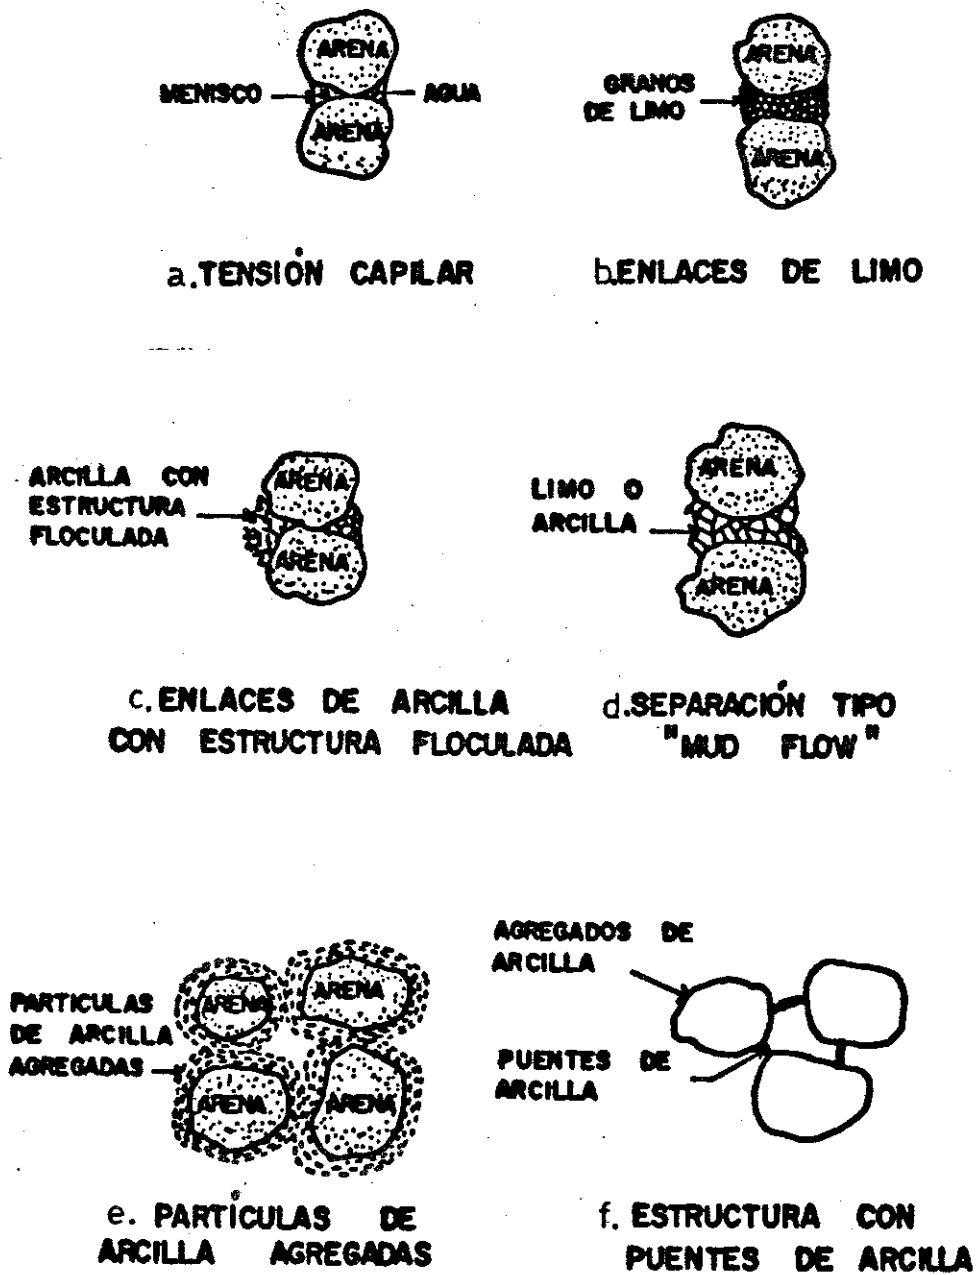 ARENA
MENISCO
AGUA
ARENA
a. TENSIÓN CAPILAR
ARENA
GRANOS
DE LIMO
ARENA
b. ENLACES DE LIMO
ARCILLA CON
ESTRUCTURA
FLOCULADA
ARENA
ARENA
c. ENLACES DE ARCILLA
CON ESTRUCTURA FLOCULADA
ARENA
LIMO O
ARCILLA
ARENA
d. SEPARACIÓN TIPO
"MUD FLOW"
PARTICULAS
DE ARCILLA
AGREGADAS
ARENA
ARENA
ARENA
ARENA
e. PARTÍCULAS DE
ARCILLA AGREGADAS
AGREGADOS DE
ARCILLA
PUENTES DE
ARCILLA
f. ESTRUCTURA CON
PUENTES DE ARCILLA